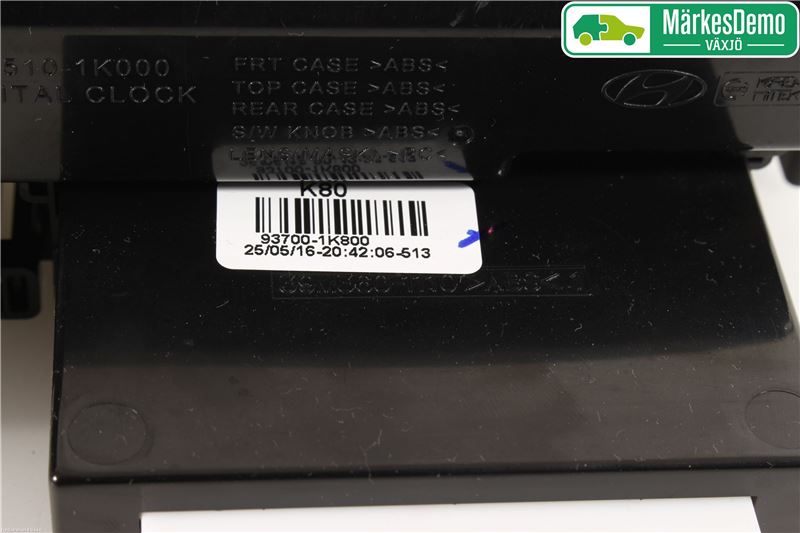 MärkesDemo
VÄXJÖ
510-1K000
ITAL CLOCK
FRT CASE >ABS<
TOP CASE >ABS<
REAR CASE >ABS<
S/W KNOB >ABS<
K80
93700-1K800
25/05/16-20:42:06-513